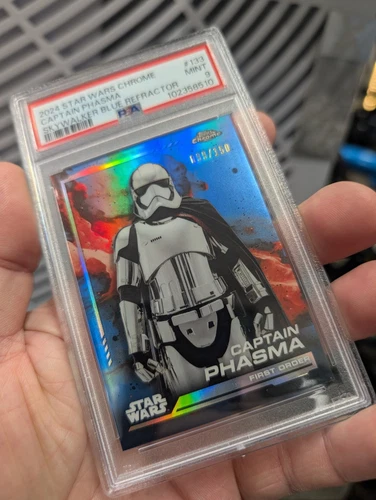 2024 STAR WARS CHROME #133
CAPTAIN PHASMA MINT
SKYWALKER BLUE REFRACTOR 9
PSA 102358510
Topps
Chrome
/150
CAPTAIN
PHASMA
FIRST ORDER
STAR
WARS